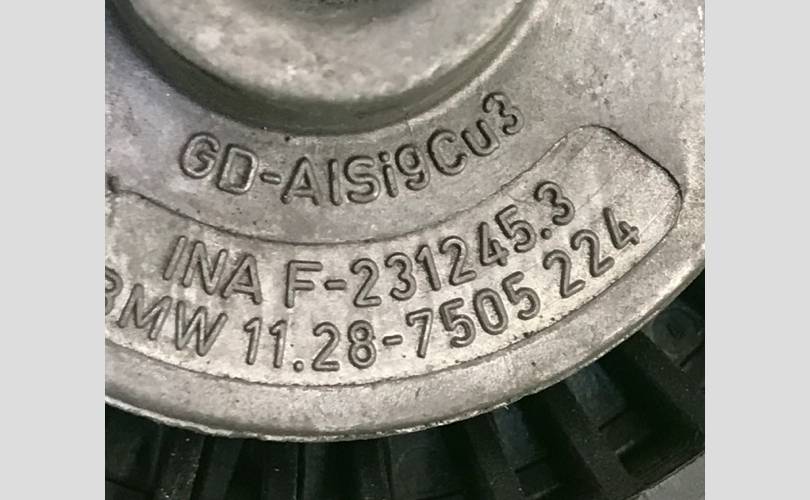 GD-AlSi9Cu3
INA F-231245.3
BMW 11.28-7505 224